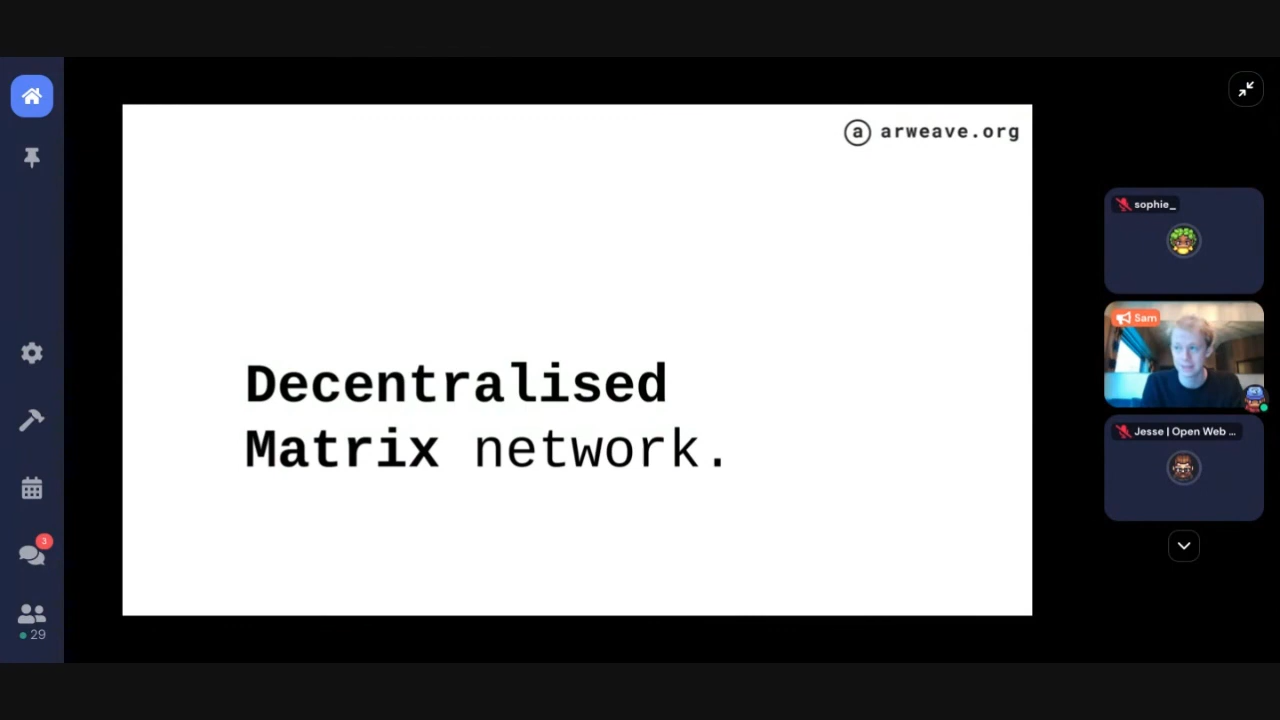 arweave.org
Decentralised
Matrix network.
sophie_
Sam
Jesse | Open Web ...
3
29